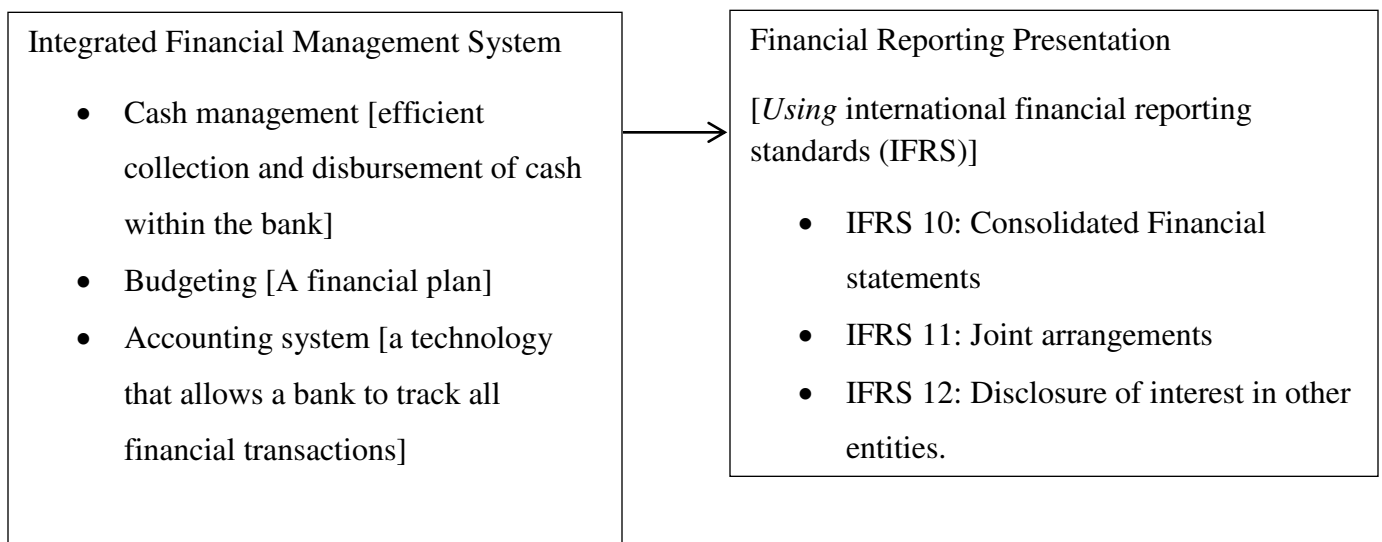 Integrated Financial Management System
• Cash management [efficient
collection and disbursement of cash
within the bank]
• Budgeting [A financial plan]
• Accounting system [a technology
that allows a bank to track all
financial transactions]
Financial Reporting Presentation
[Using international financial reporting
standards (IFRS)]
• IFRS 10: Consolidated Financial
statements
• IFRS 11: Joint arrangements
• IFRS 12: Disclosure of interest in other
entities.